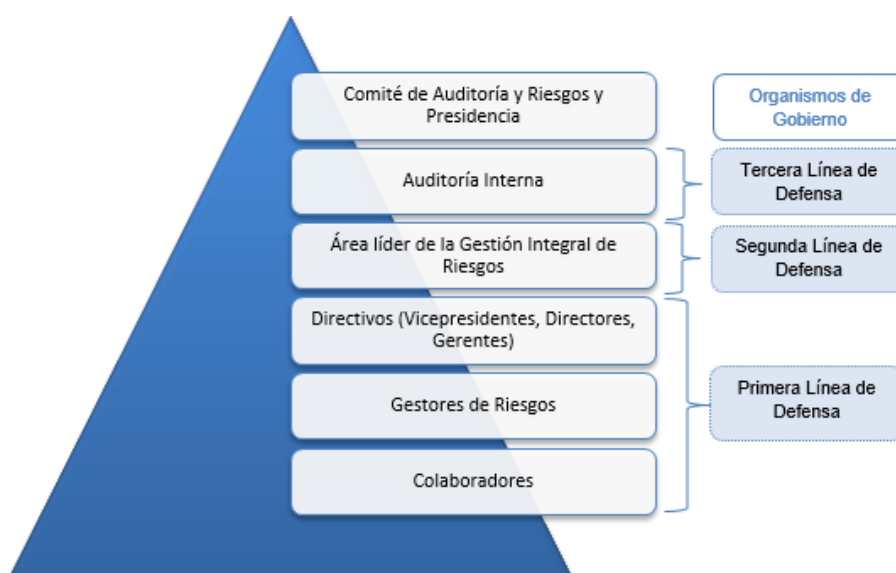 Comité de Auditoría y Riesgos y
Presidencia
Organismos de
Gobierno
Auditoría Interna
Tercera Línea de
Defensa
Área líder de la Gestión Integral de
Riesgos
Segunda Línea de
Defensa
Directivos (Vicepresidentes, Directores,
Gerentes)
Gestores de Riesgos
Primera Línea de
Defensa
Colaboradores